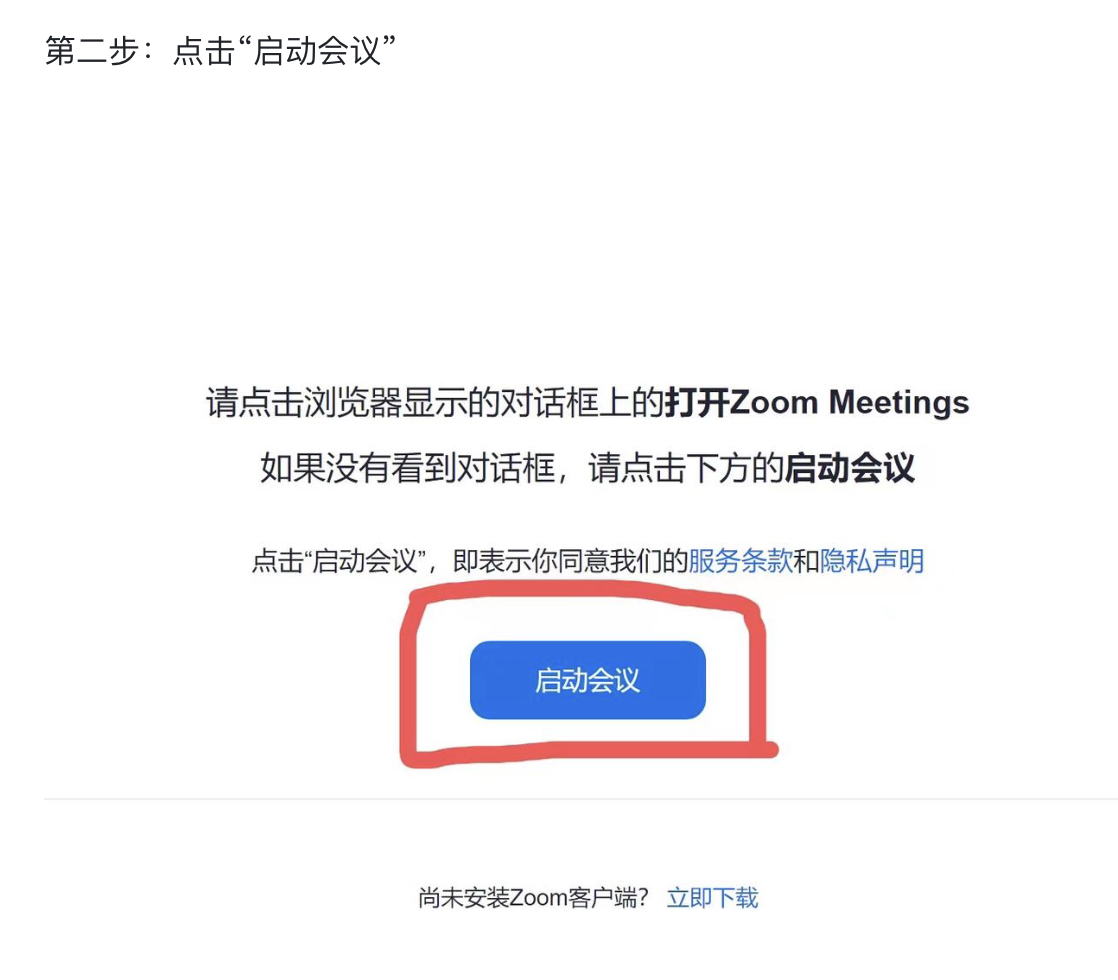 第二步：点击“启动会议”
请点击浏览器显示的对话框上的打开Zoom Meetings
如果没有看到对话框，请点击下方的启动会议
点击“启动会议”，即表示你同意我们的服务条款和隐私声明
启动会议
尚未安装Zoom客户端？ 立即下载